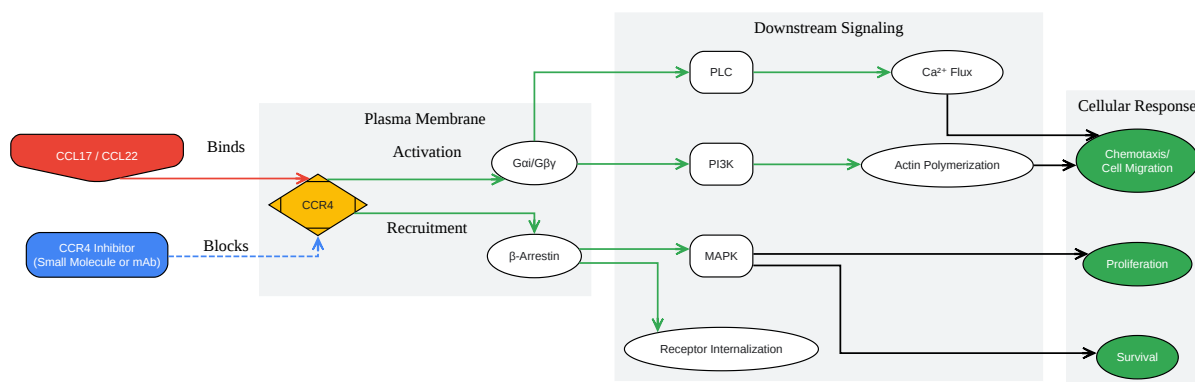 Downstream Signaling
PLC
Ca²⁺ Flux
Cellular Response
Plasma Membrane
CCL17 / CCL22
Binds
Activation
Gαi/Gβγ
PI3K
Actin Polymerization
Chemotaxis/
Cell Migration
CCR4
Recruitment
CCR4 Inhibitor
(Small Molecule or mAb)
Blocks
β-Arrestin
MAPK
Proliferation
Receptor Internalization
Survival